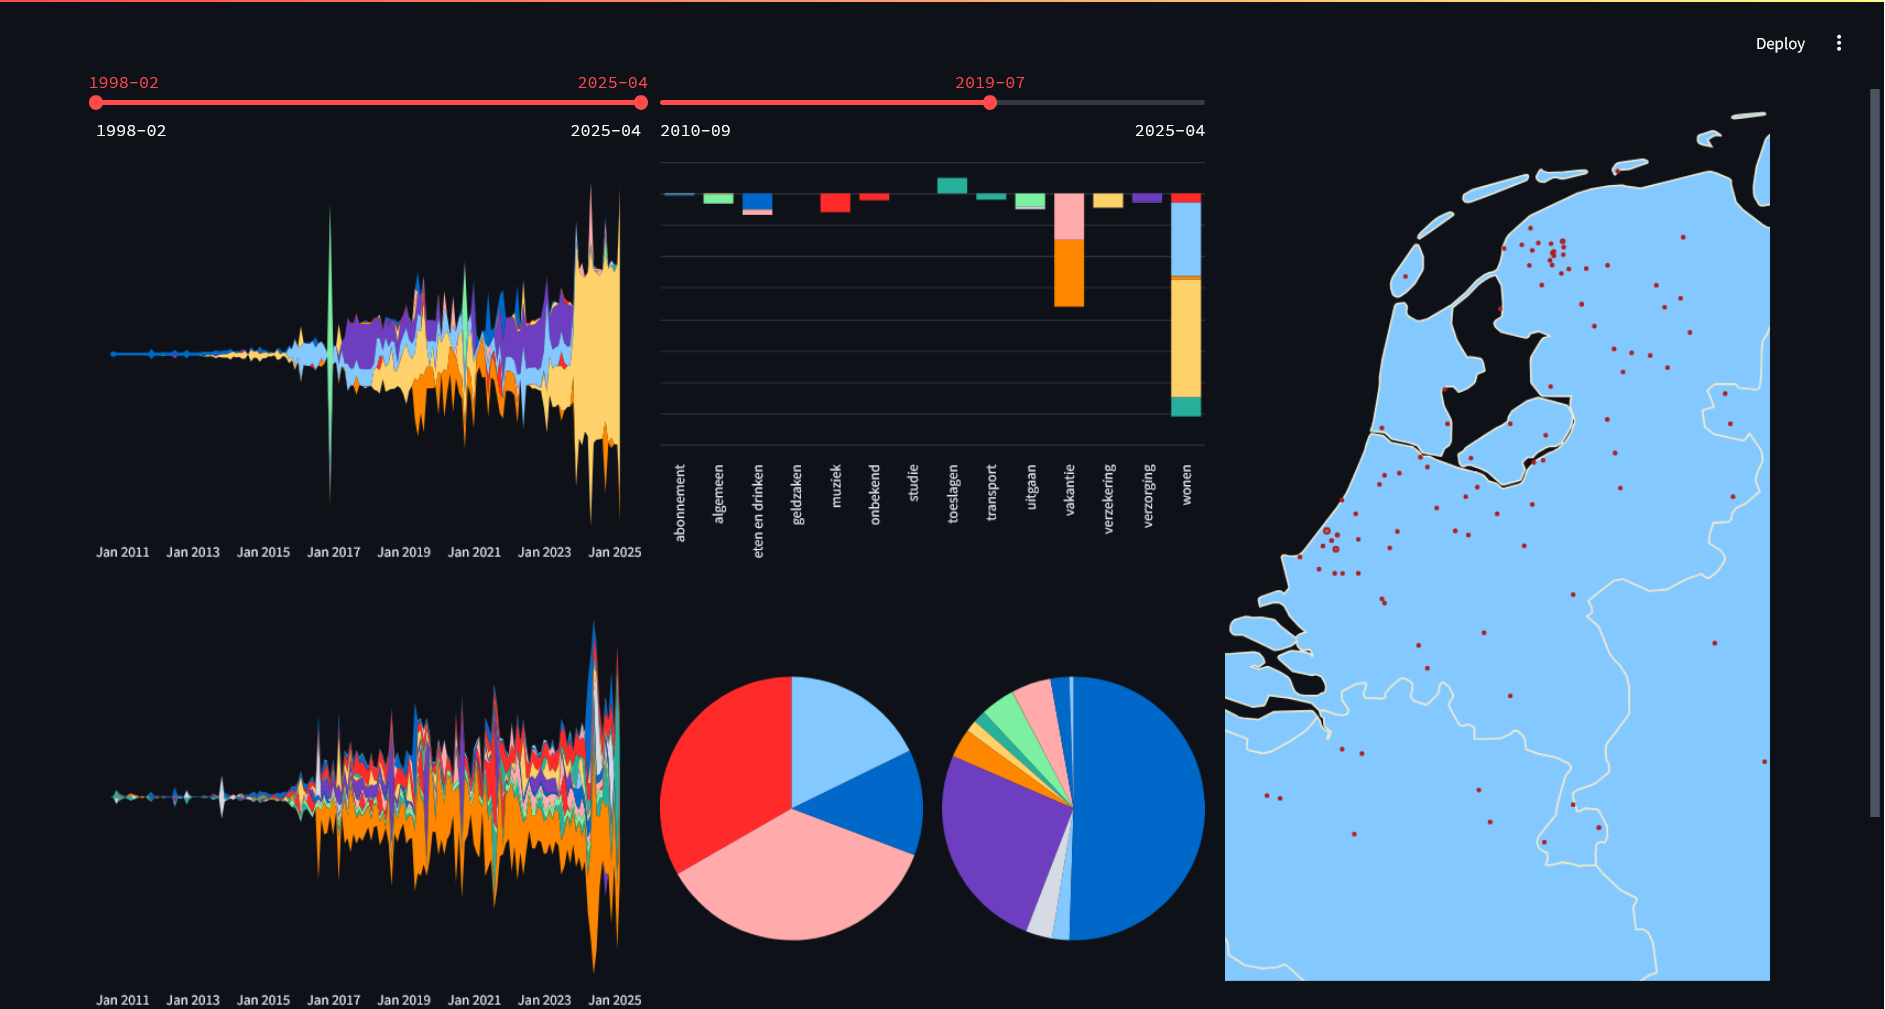 Deploy
1998-02 2025-04
1998-02 2025-04
2019-07
2010-09 2025-04
abonnement
algemeen
eten en drinken
geldzaken
muziek
onbekend
studie
toeslagen
transport
uitgaan
vakantie
verzekering
verzorging
wonen
Jan 2011 Jan 2013 Jan 2015 Jan 2017 Jan 2019 Jan 2021 Jan 2023 Jan 2025
Jan 2011 Jan 2013 Jan 2015 Jan 2017 Jan 2019 Jan 2021 Jan 2023 Jan 2025